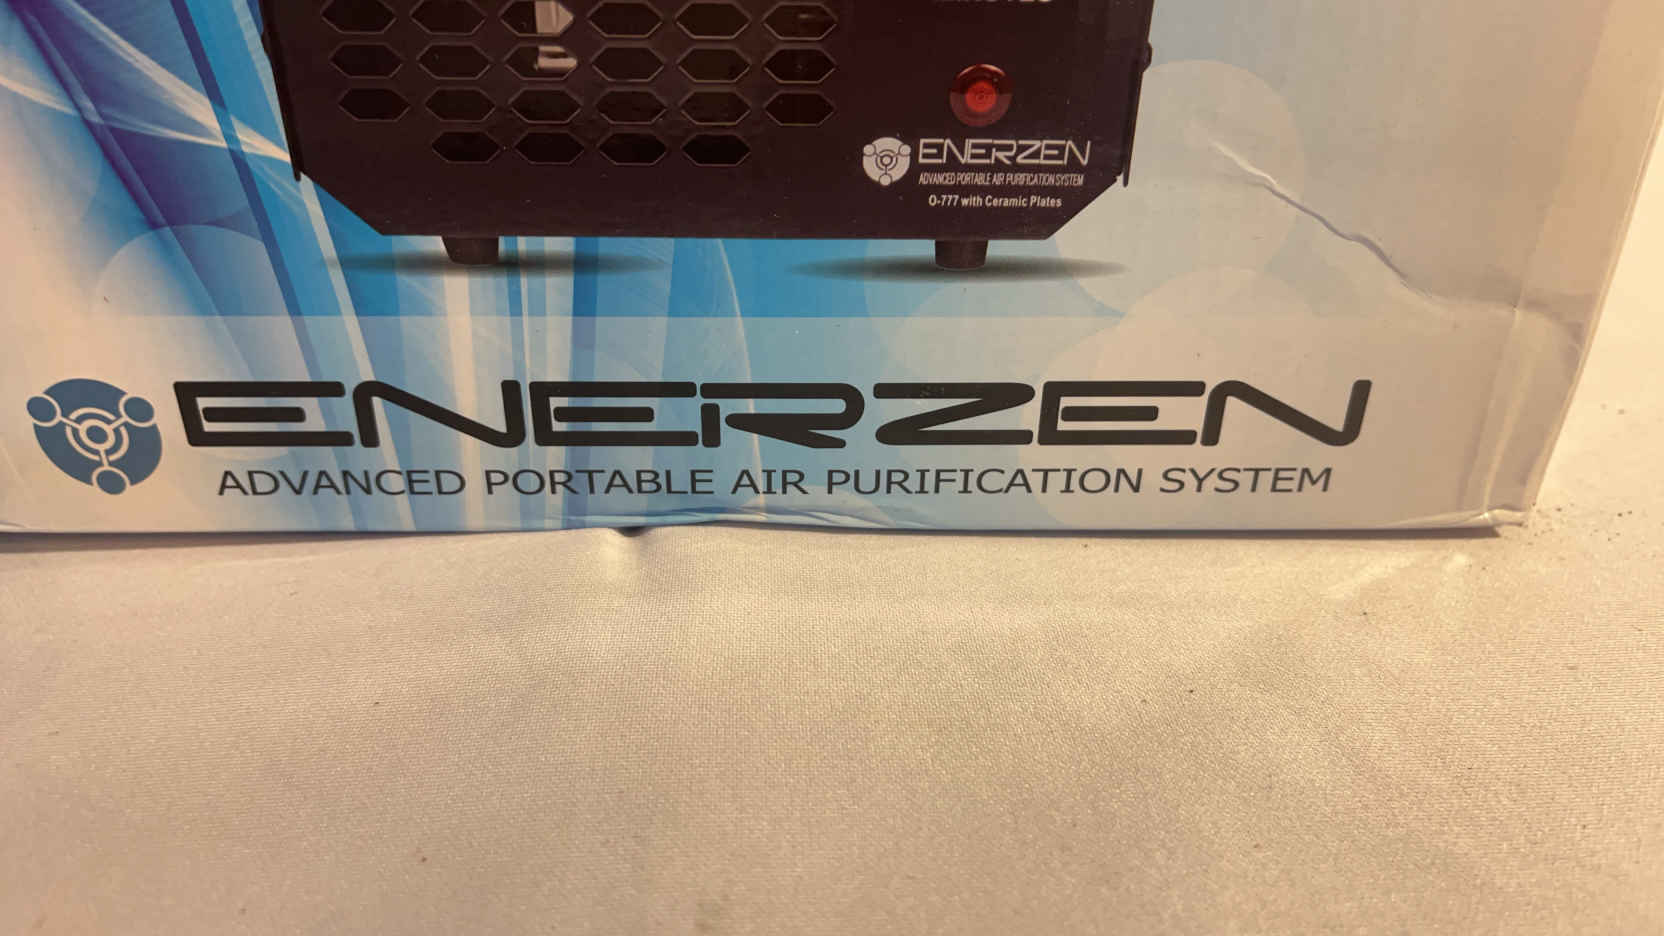 ENERZEN
ADVANCED PORTABLE AIR PURIFICATION SYSTEM
O-777 with Ceramic Plates
ENERZEN
ADVANCED PORTABLE AIR PURIFICATION SYSTEM